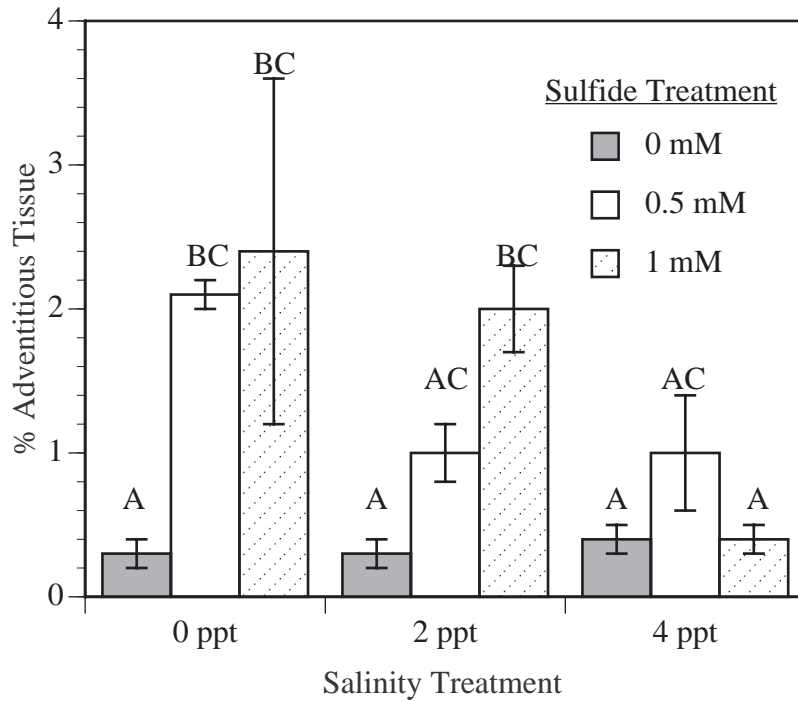 4
3
2
1
0
% Adventitious Tissue
Sulfide Treatment
0 mM
0.5 mM
1 mM
A
BC
BC
A
AC
BC
A
AC
A
0 ppt
2 ppt
4 ppt
Salinity Treatment